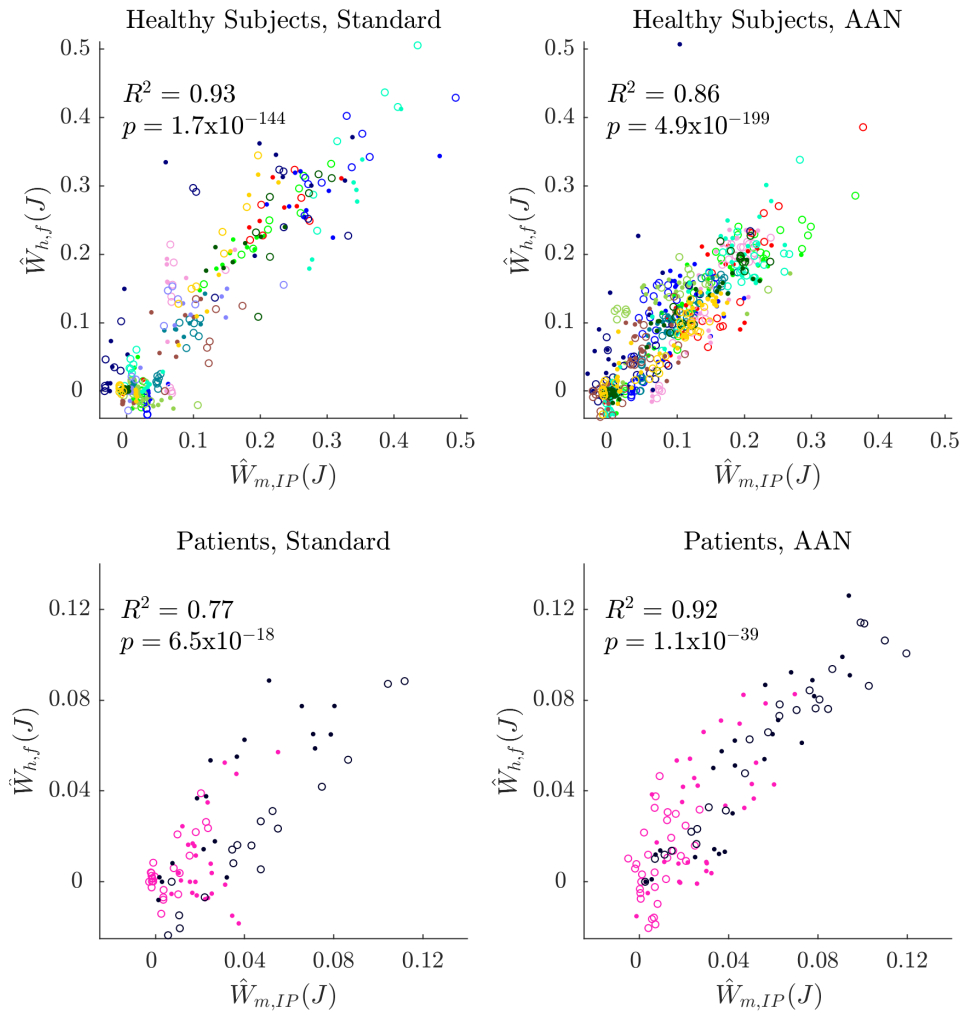 Healthy Subjects, Standard
0.5
0.4
0.3
0.2
0.1
0
R² = 0.93
p = 1.7x10⁻¹⁴⁴
Ŵh,f(J)
0 0.1 0.2 0.3 0.4 0.5
Ŵm,IP(J)
Healthy Subjects, AAN
0.5
0.4
0.3
0.2
0.1
0
R² = 0.86
p = 4.9x10⁻¹⁹⁹
Ŵh,f(J)
0 0.1 0.2 0.3 0.4 0.5
Ŵm,IP(J)
Patients, Standard
0.12
0.08
0.04
0
R² = 0.77
p = 6.5x10⁻¹⁸
Ŵh,f(J)
0 0.04 0.08 0.12
Ŵm,IP(J)
Patients, AAN
0.12
0.08
0.04
0
R² = 0.92
p = 1.1x10⁻³⁹
Ŵh,f(J)
0 0.04 0.08 0.12
Ŵm,IP(J)